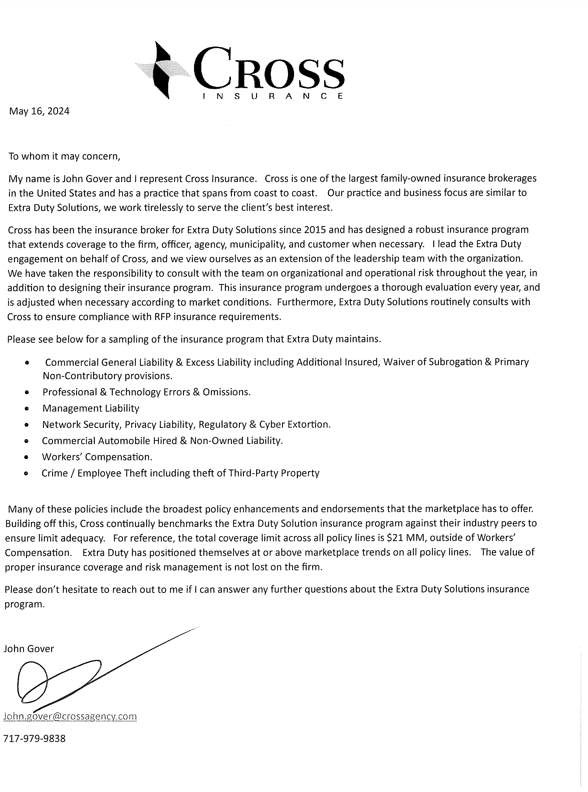 CROSS
INSURANCE
May 16, 2024
To whom it may concern,
My name is John Gover and I represent Cross Insurance. Cross is one of the largest family-owned insurance brokerages
in the United States and has a practice that spans from coast to coast. Our practice and business focus are similar to
Extra Duty Solutions, we work tirelessly to serve the client's best interest.
Cross has been the insurance broker for Extra Duty Solutions since 2015 and has designed a robust insurance program
that extends coverage to the firm, officer, agency, municipality, and customer when necessary. I lead the Extra Duty
engagement on behalf of Cross, and we view ourselves as an extension of the leadership team with the organization.
We have taken the responsibility to consult with the team on organizational and operational risk throughout the year, in
addition to designing their insurance program. This insurance program undergoes a thorough evaluation every year, and
is adjusted when necessary according to market conditions. Furthermore, Extra Duty Solutions routinely consults with
Cross to ensure compliance with RFP insurance requirements.
Please see below for a sampling of the insurance program that Extra Duty maintains.
• Commercial General Liability & Excess Liability including Additional Insured, Waiver of Subrogation & Primary
Non-Contributory provisions.
• Professional & Technology Errors & Omissions.
• Management Liability
• Network Security, Privacy Liability, Regulatory & Cyber Extortion.
• Commercial Automobile Hired & Non-Owned Liability.
• Workers' Compensation.
• Crime / Employee Theft including theft of Third-Party Property
Many of these policies include the broadest policy enhancements and endorsements that the marketplace has to offer.
Building off this, Cross continually benchmarks the Extra Duty Solution insurance program against their industry peers to
ensure limit adequacy. For reference, the total coverage limit across all policy lines is $21 MM, outside of Workers'
Compensation. Extra Duty has positioned themselves at or above marketplace trends on all policy lines. The value of
proper insurance coverage and risk management is not lost on the firm.
Please don't hesitate to reach out to me if I can answer any further questions about the Extra Duty Solutions insurance
program.
John Gover
John.gover@crossagency.com
717-979-9838